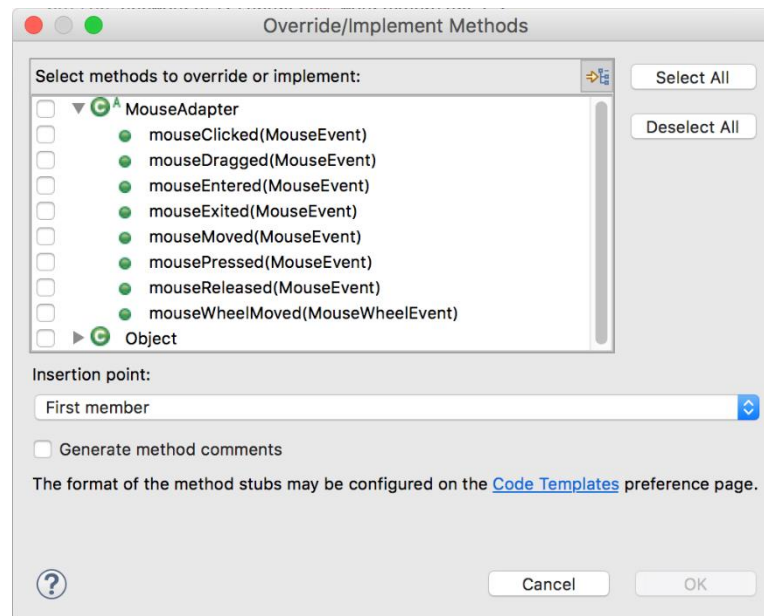 Override/Implement Methods
Select methods to override or implement:
Select All
Deselect All
MouseAdapter
mouseClicked(MouseEvent)
mouseDragged(MouseEvent)
mouseEntered(MouseEvent)
mouseExited(MouseEvent)
mouseMoved(MouseEvent)
mousePressed(MouseEvent)
mouseReleased(MouseEvent)
mouseWheelMoved(MouseWheelEvent)
Object
Insertion point:
First member
Generate method comments
The format of the method stubs may be configured on the Code Templates preference page.
Cancel
OK